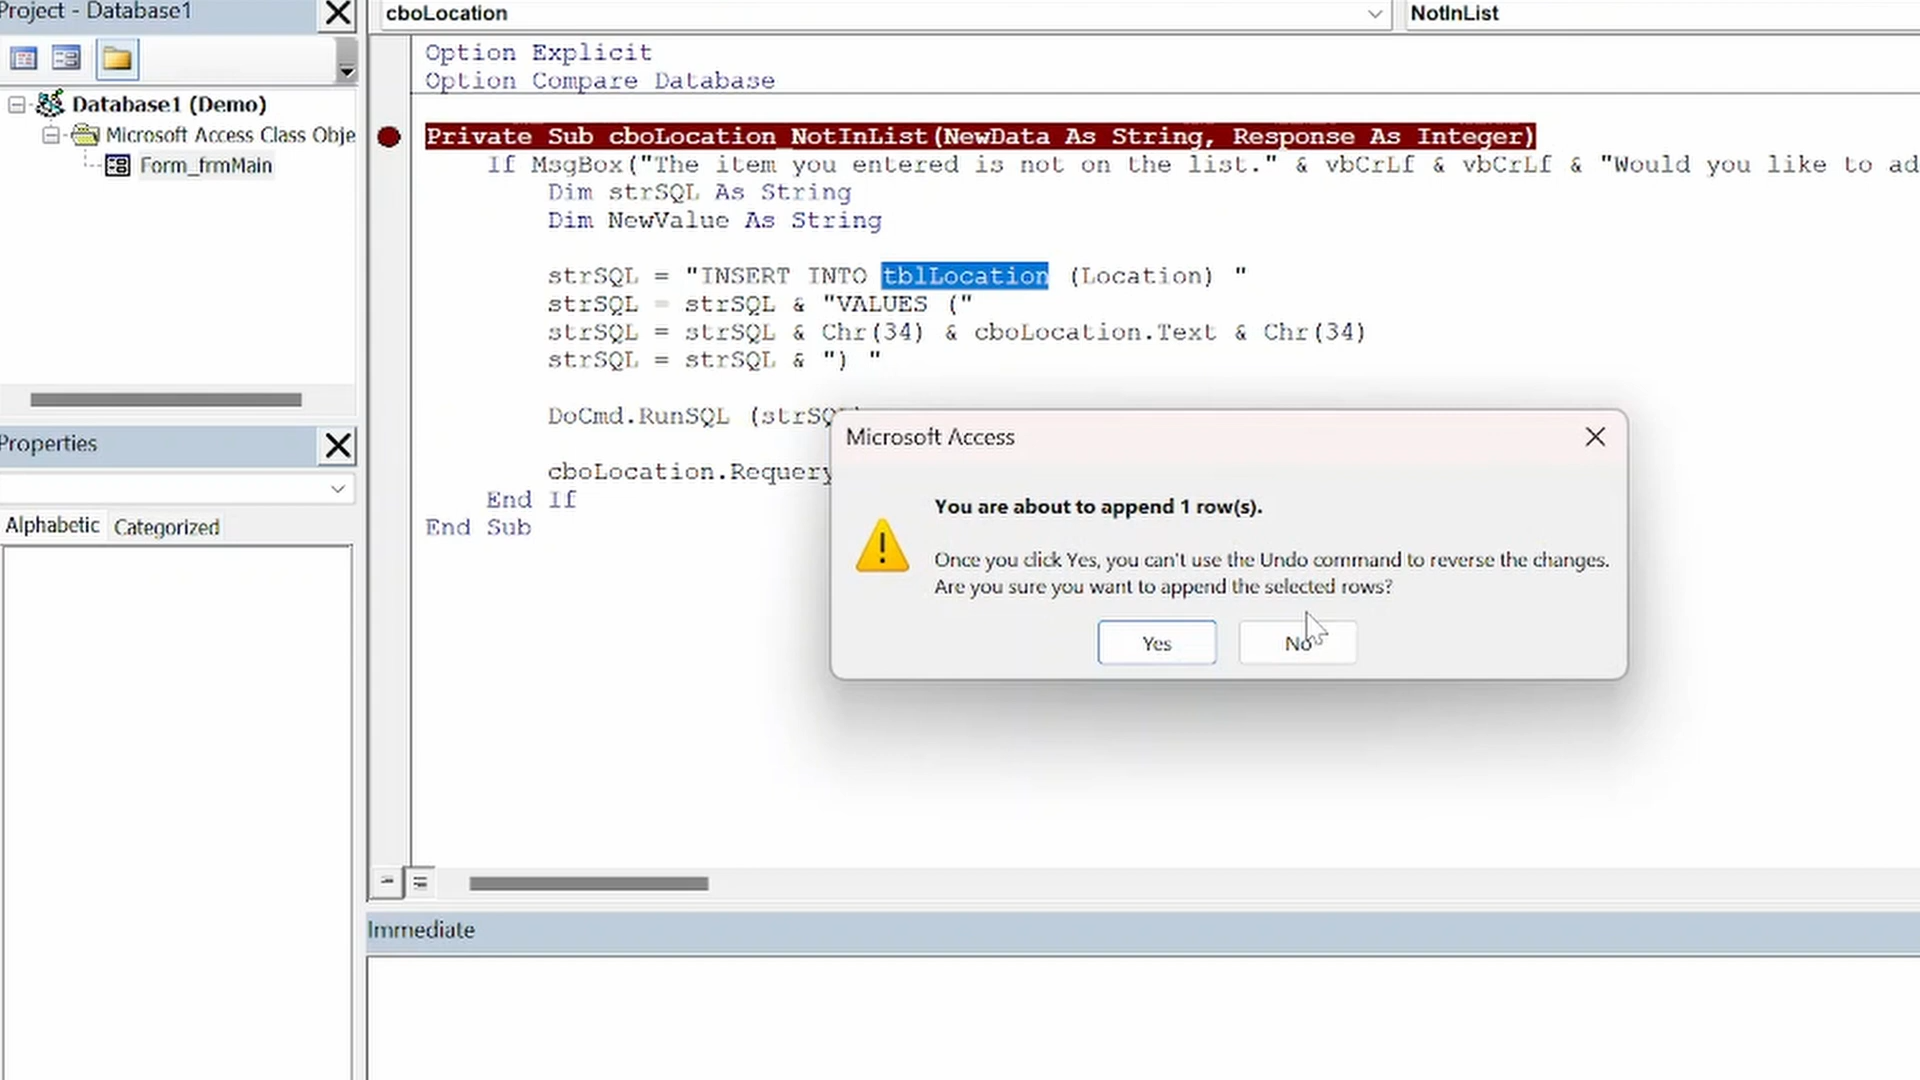 Project - Database1
Database1 (Demo)
Microsoft Access Class Obje
Form_frmMain
Properties
Alphabetic Categorized
cboLocation
NotInList
Option Explicit
Option Compare Database
Private Sub cboLocation_NotInList(NewData As String, Response As Integer)
If MsgBox("The item you entered is not on the list." & vbCrLf & vbCrLf & "Would you like to ad
Dim strSQL As String
Dim NewValue As String
strSQL = "INSERT INTO tblLocation (Location) "
strSQL = strSQL & "VALUES ("
strSQL = strSQL & Chr(34) & cboLocation.Text & Chr(34)
strSQL = strSQL & ") "
DoCmd.RunSQL (strSQ
cboLocation.Requery
End If
End Sub
Microsoft Access
You are about to append 1 row(s).
Once you click Yes, you can't use the Undo command to reverse the changes.
Are you sure you want to append the selected rows?
Yes No
Immediate